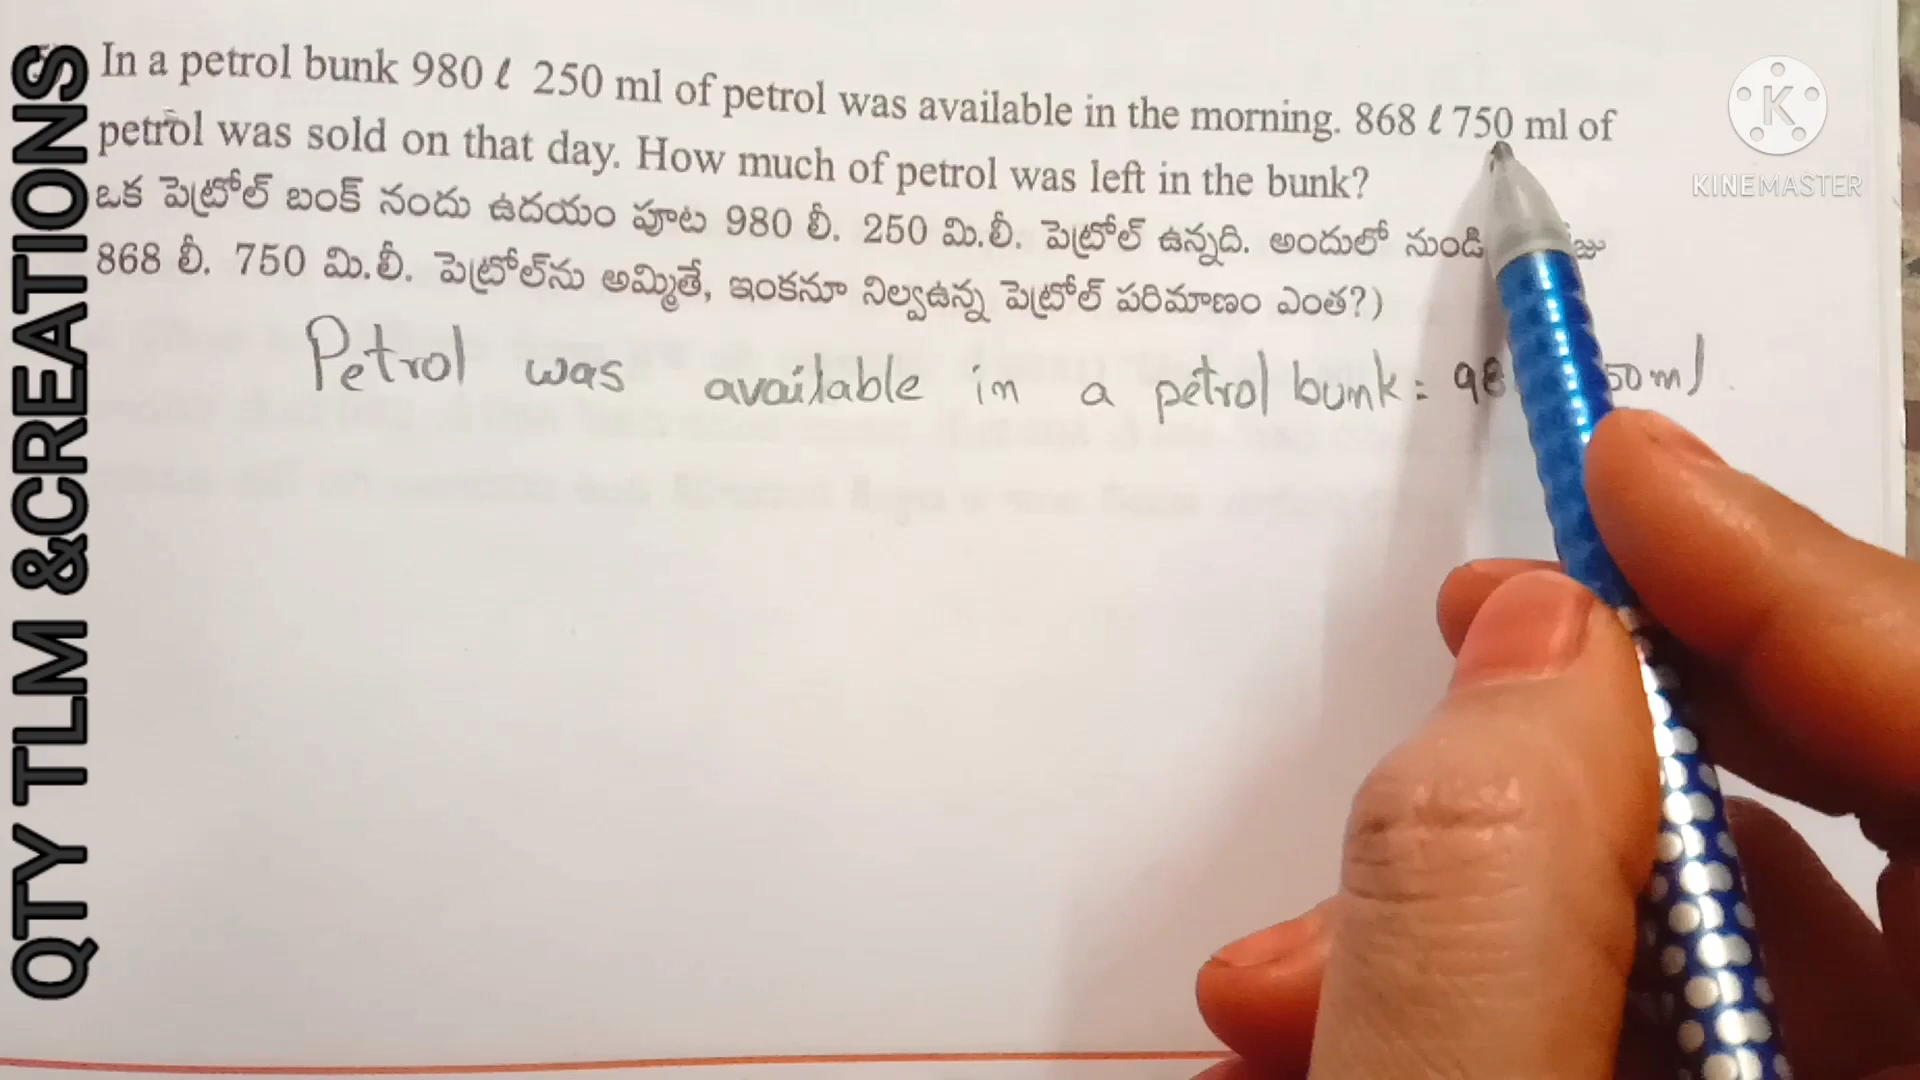 QTY TLM &CREATIONS
In a petrol bunk 980 ℓ 250 ml of petrol was available in the morning. 868 ℓ 750 ml of
petrol was sold on that day. How much of petrol was left in the bunk?
ఒక పెట్రోల్ బంక్ నందు ఉదయం పూట 980 లీ. 250 మి.లీ. పెట్రోల్ ఉన్నది. అందులో నుండి
868 లీ. 750 మి.లీ. పెట్రోల్‌ను అమ్మితే, ఇంకనూ నిల్వఉన్న పెట్రోల్ పరిమాణం ఎంత?)
Petrol was available in a petrol bunk = 98 50ml
K
KINEMASTER